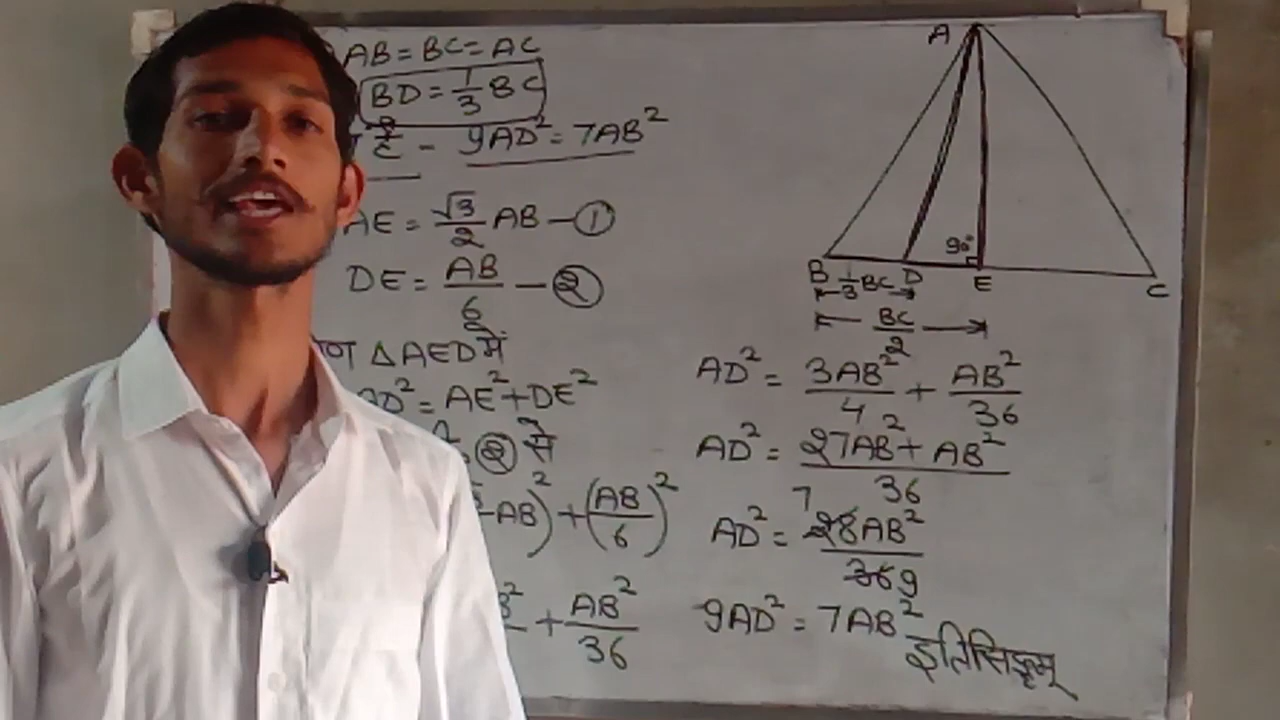 AB = BC = AC
BD = 1/3 BC
है - 9AD² = 7AB²
AE = √3/2 AB - ①
DE = AB/6 - ②
△AED में
AD² = AE² + DE²
② से
AB)² + (AB/6)²
+ AB²/36
A
90°
B 1/3 BC D E C
BC/2
AD² = 3AB²/4 + AB²/36
AD² = 27AB² + AB²/36
7
AD² = 28AB²/36 9
9AD² = 7AB²
इतिसिद्धम्